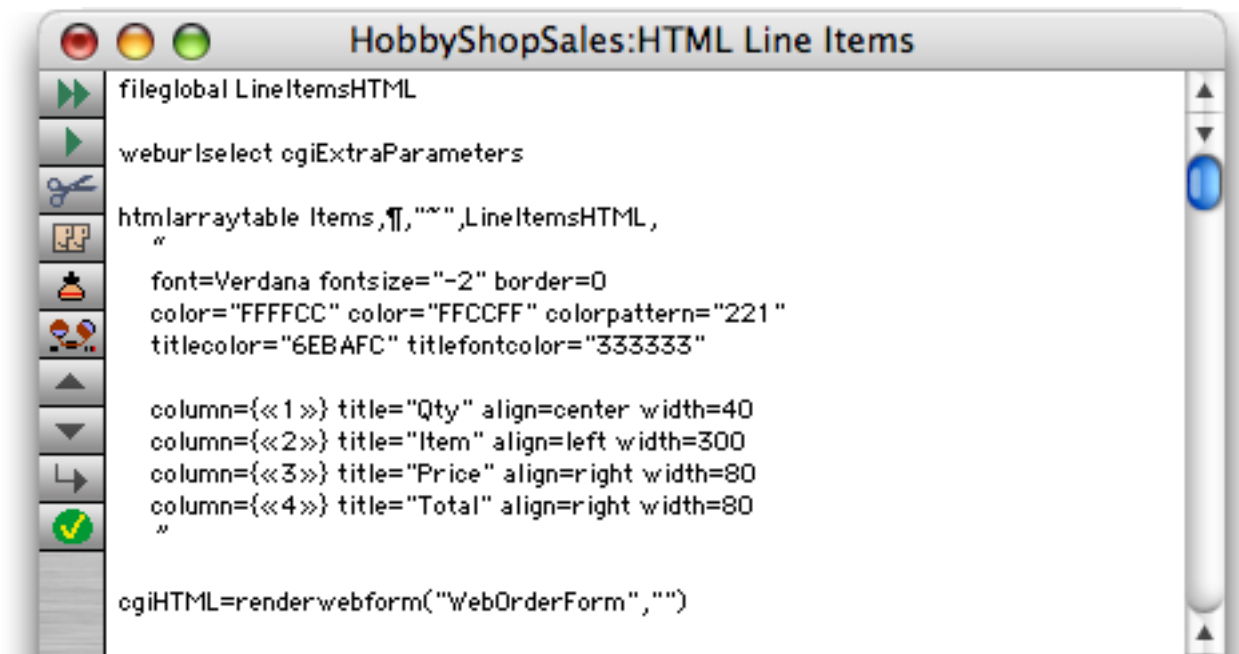 HobbyShopSales:HTML Line Items
fileglobal LineItemsHTML
weburlselect cgiExtraParameters
htmlarraytable Items,¶,"~",LineItemsHTML,
“
font=Verdana fontsize="-2" border=0
color="FFFFCC" color="FFCCFF" colorpattern="221"
titlecolor="6EBAFC" titlefontcolor="333333"
column={«1»} title="Qty" align=center width=40
column={«2»} title="Item" align=left width=300
column={«3»} title="Price" align=right width=80
column={«4»} title="Total" align=right width=80
”
cgiHTML=renderwebform("WebOrderForm","")